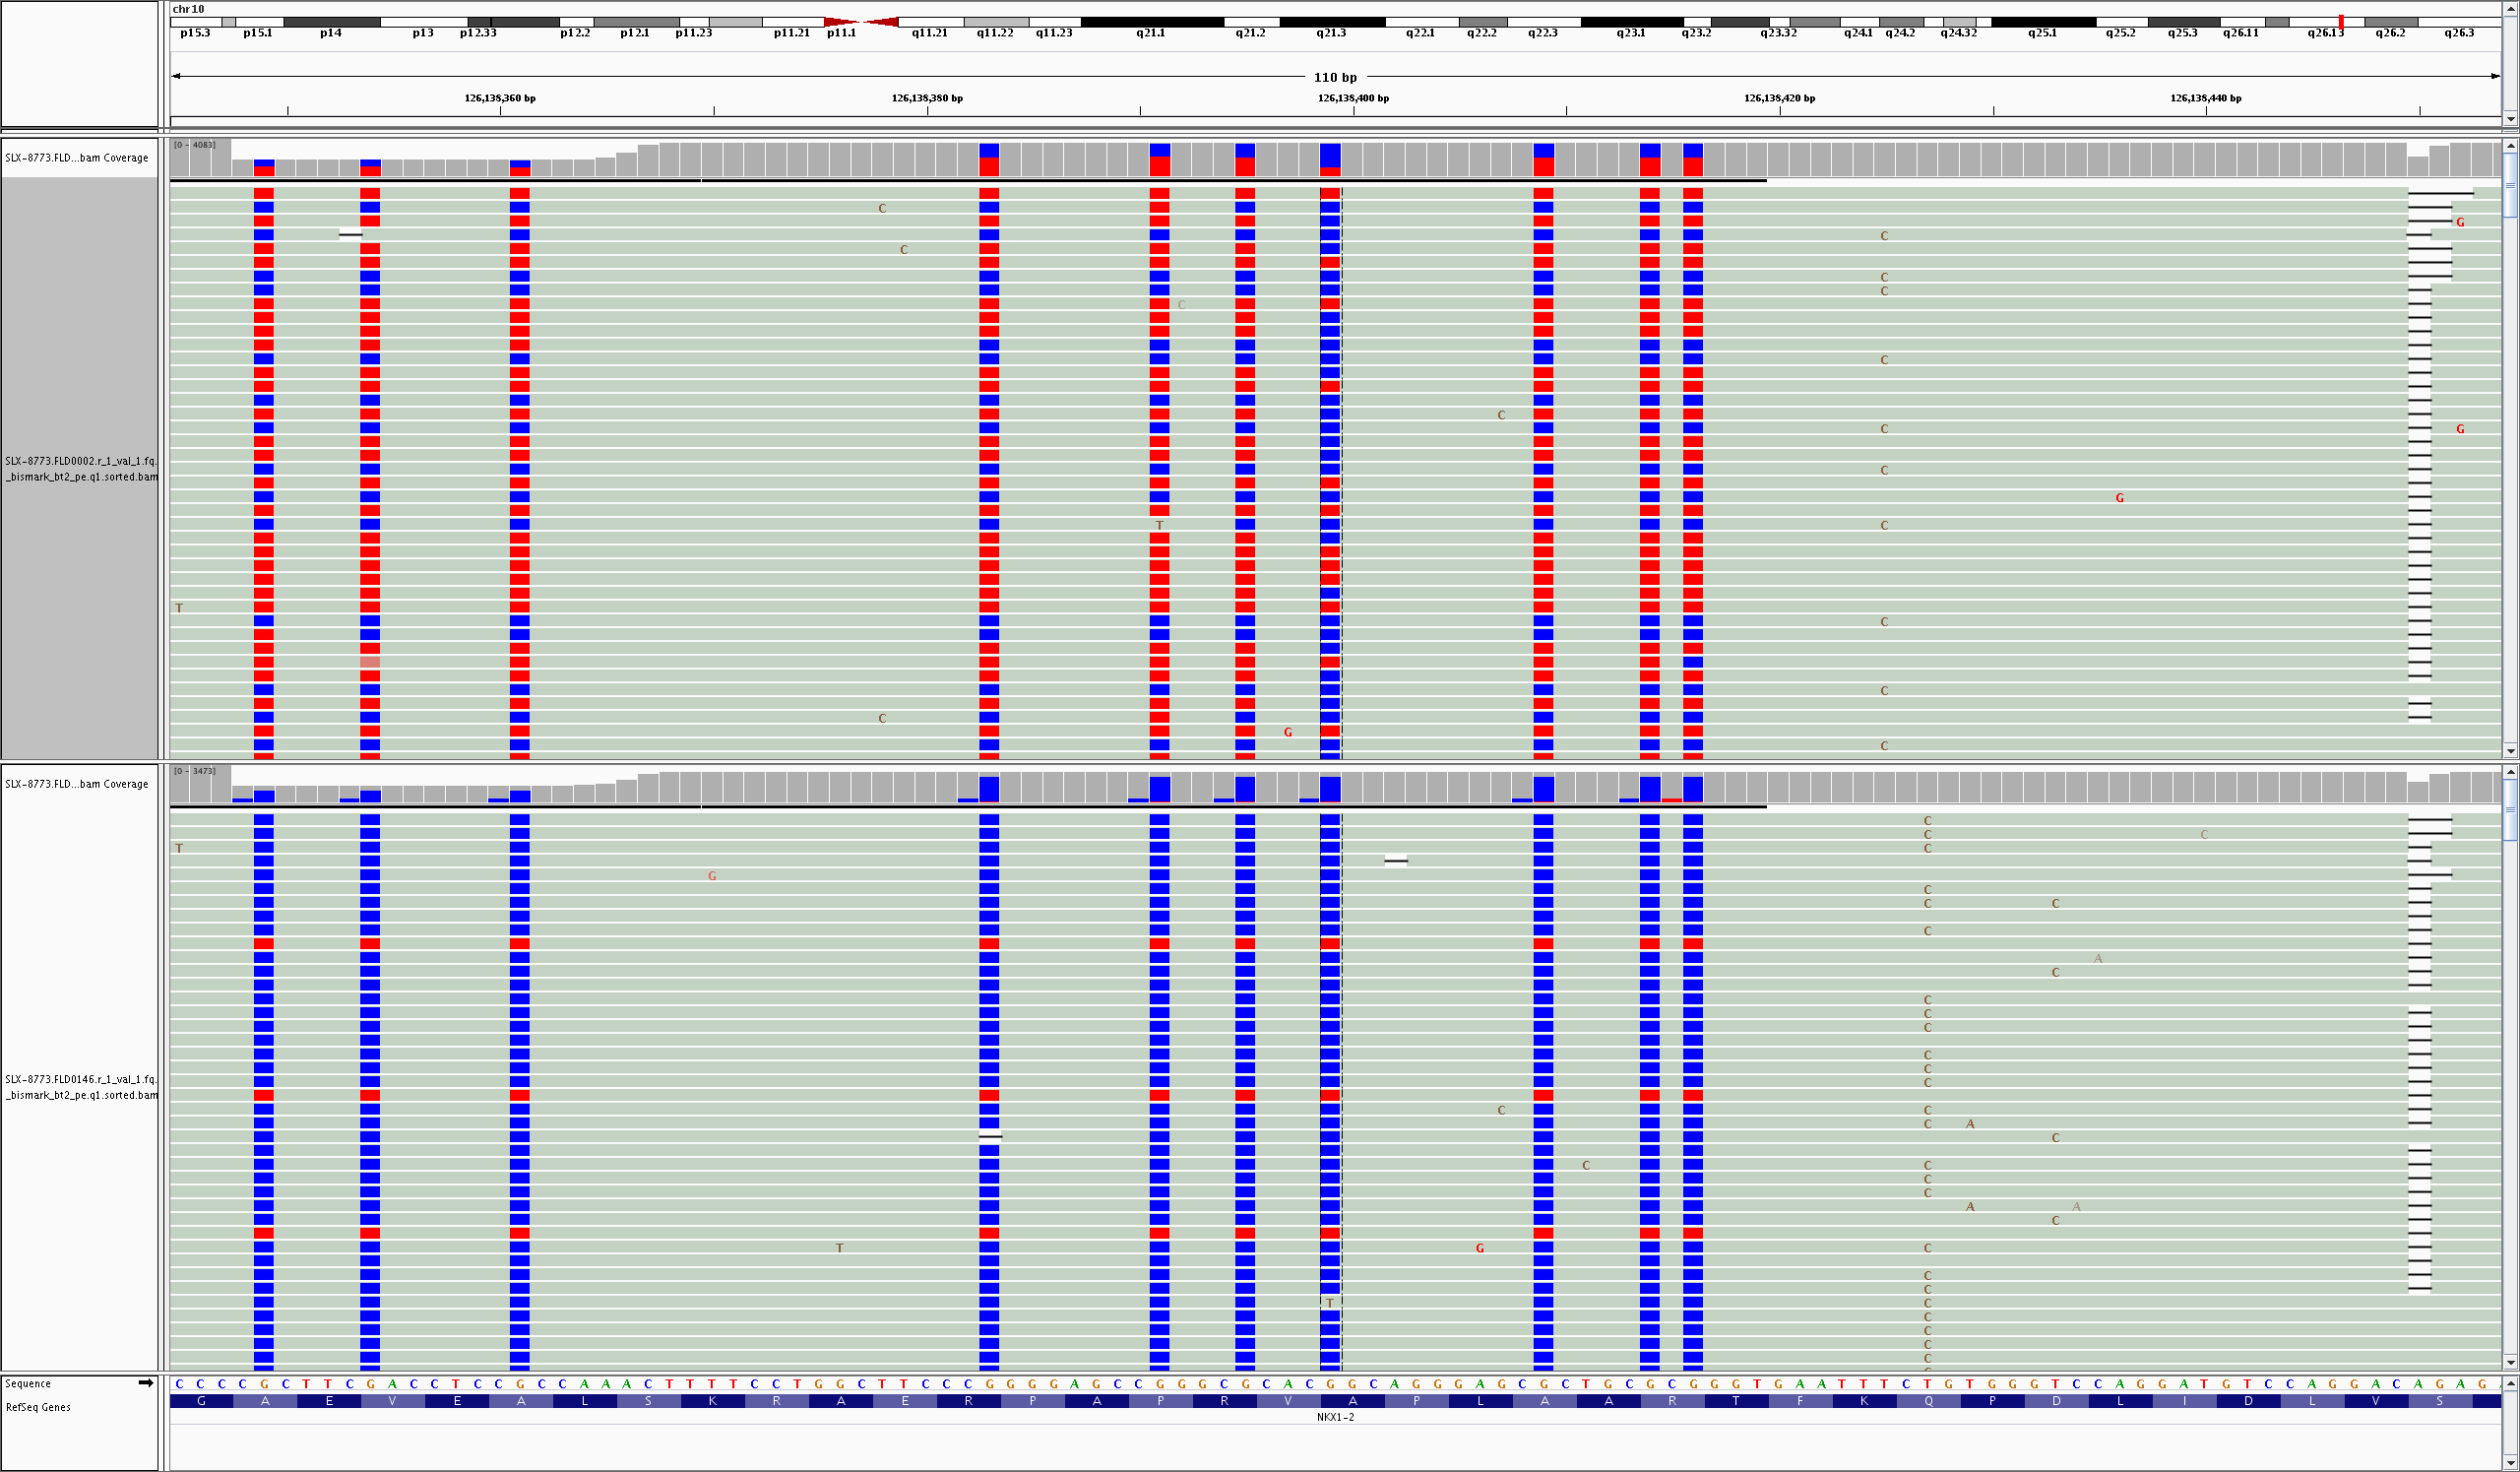 chr10
p15.3 p15.1 p14 p13 p12.33 p12.2 p12.1 p11.23 p11.21 p11.1 q11.21 q11.22 q11.23 q21.1 q21.2 q21.3 q22.1 q22.2 q22.3 q23.1 q23.2 q23.32 q24.1 q24.2 q24.32 q25.1 q25.2 q25.3 q26.11 q26.13 q26.2 q26.3
110 bp
126,138,360 bp 126,138,380 bp 126,138,400 bp 126,138,420 bp 126,138,440 bp
[0 - 4083]
SLX-8773.FLD...bam Coverage
C
G
C
C
C
C
C
C
C
C G
C
G
T C
T
C
C
C
G
C
SLX-8773.FLD0002.r_1_val_1.fq.
_bismark_bt2_pe.q1.sorted.bam
[0 - 3473]
SLX-8773.FLD...bam Coverage
C
C C
T C
G
C
C C
C
A
C
C
C
C
C
C
C
C C
C A
C
C C
C
C
A A
C
T G C
C
C
T C
C
C
C
C
SLX-8773.FLD0146.r_1_val_1.fq.
_bismark_bt2_pe.q1.sorted.bam
Sequence C C C C G C T T C G A C C T C C G C C A A A C T T T T C C T G G C T T C C C G G G G A G C C G G G C G C A C G G C A G G G A G C G C T G C G C G G G T G A A T T T C T G T G G G T C C A G G A T G T C C A G G A C A G A G
RefSeq Genes G A E V E A L S K R A E R P A P R V A P L A A R T F K Q P D L I D L V S
NKX1-2